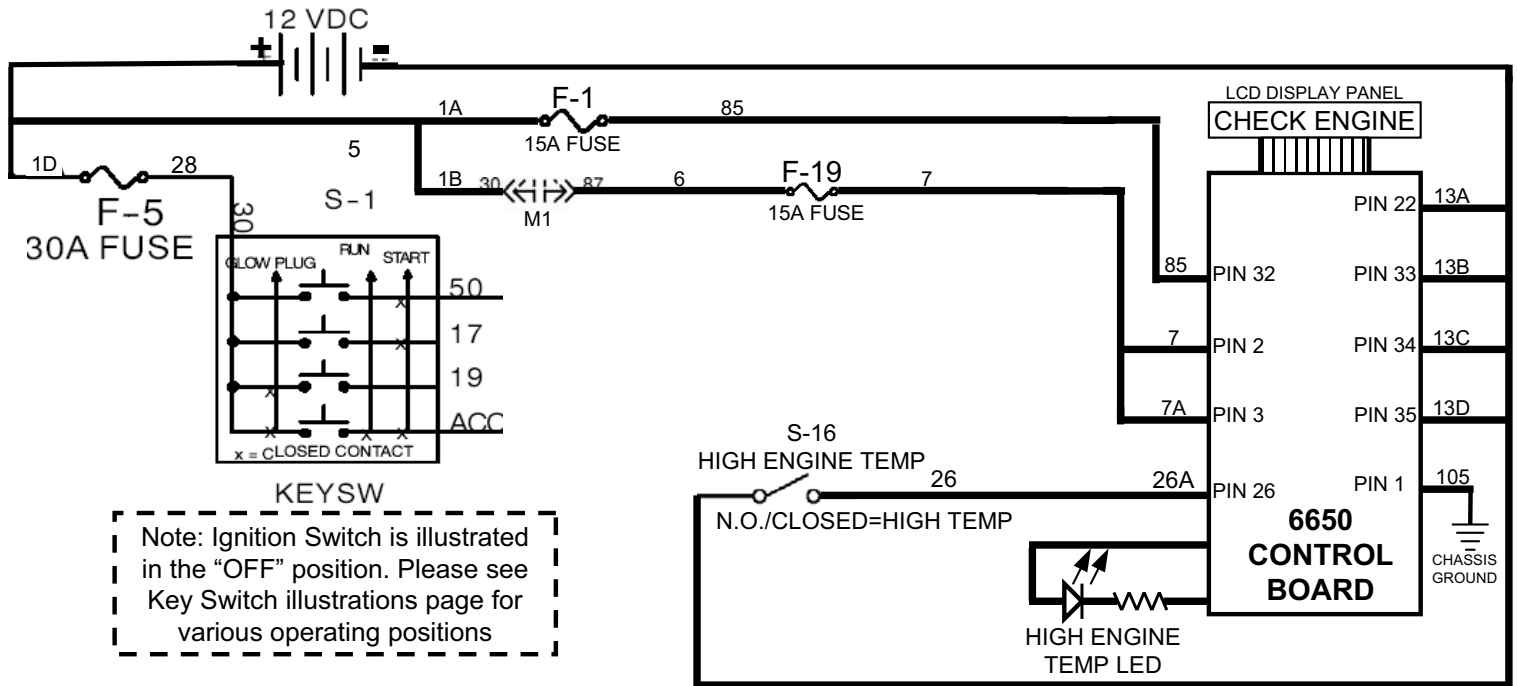 12 VDC
+
-
1A
F-1
15A FUSE
85
5
1D
28
F-5
30A FUSE
1B
30
87
M1
6
F-19
15A FUSE
7
LCD DISPLAY PANEL
CHECK ENGINE
S-1
30
GLOW PLUG
RUN
START
x
50
x
17
x
19
x
x
x
ACC
x = CLOSED CONTACT
KEYSW
Note: Ignition Switch is illustrated
in the “OFF” position. Please see
Key Switch illustrations page for
various operating positions
85
PIN 32
7
PIN 2
7A
PIN 3
S-16
HIGH ENGINE TEMP
26
26A
PIN 26
N.O./CLOSED=HIGH TEMP
PIN 22
13A
PIN 33
13B
PIN 34
13C
PIN 35
13D
PIN 1
105
6650
CONTROL
BOARD
CHASSIS
GROUND
HIGH ENGINE
TEMP LED